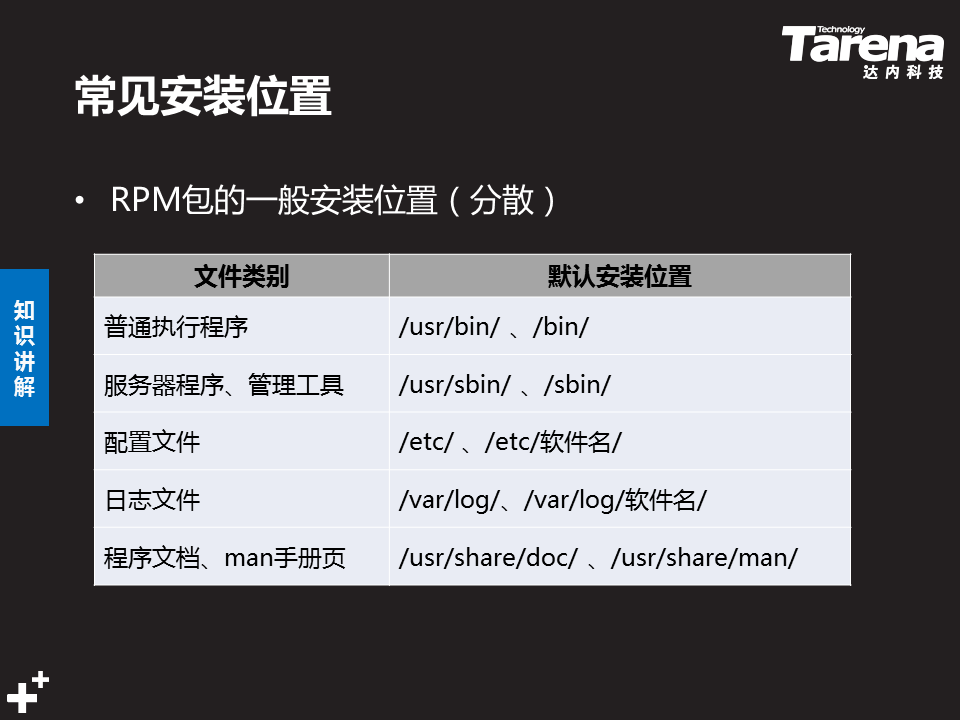 Technology
Tarena
达内科技
常见安装位置
• RPM包的一般安装位置（分散）
文件类别 默认安装位置
普通执行程序 /usr/bin/ 、/bin/
服务器程序、管理工具 /usr/sbin/ 、/sbin/
配置文件 /etc/ 、/etc/软件名/
日志文件 /var/log/、/var/log/软件名/
程序文档、man手册页 /usr/share/doc/ 、/usr/share/man/
知识讲解